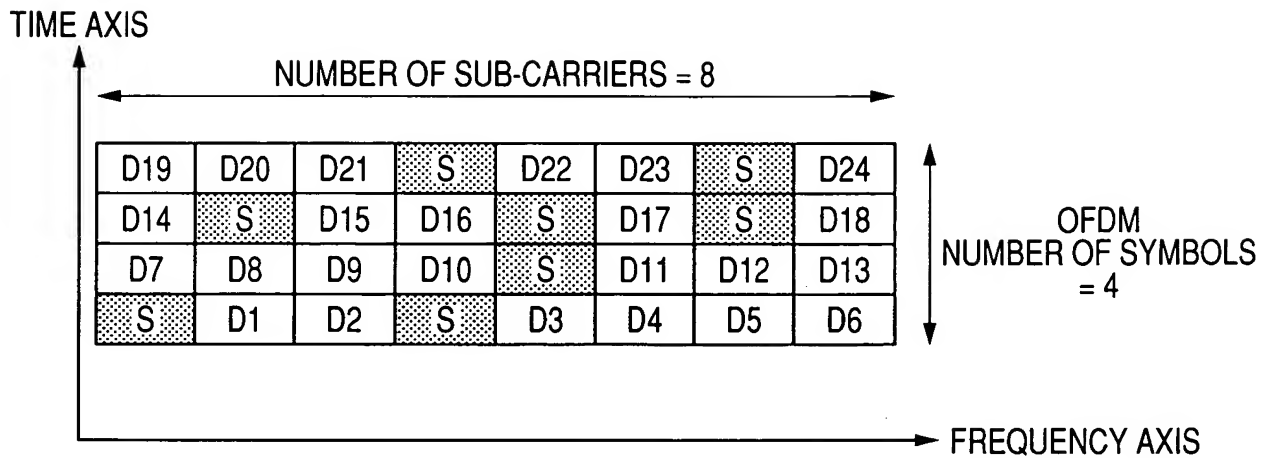 TIME AXIS
NUMBER OF SUB-CARRIERS = 8
D19 D20 D21 S D22 D23 S D24
D14 S D15 D16 S D17 S D18
D7 D8 D9 D10 S D11 D12 D13
S D1 D2 S D3 D4 D5 D6
OFDM
NUMBER OF SYMBOLS
= 4
FREQUENCY AXIS